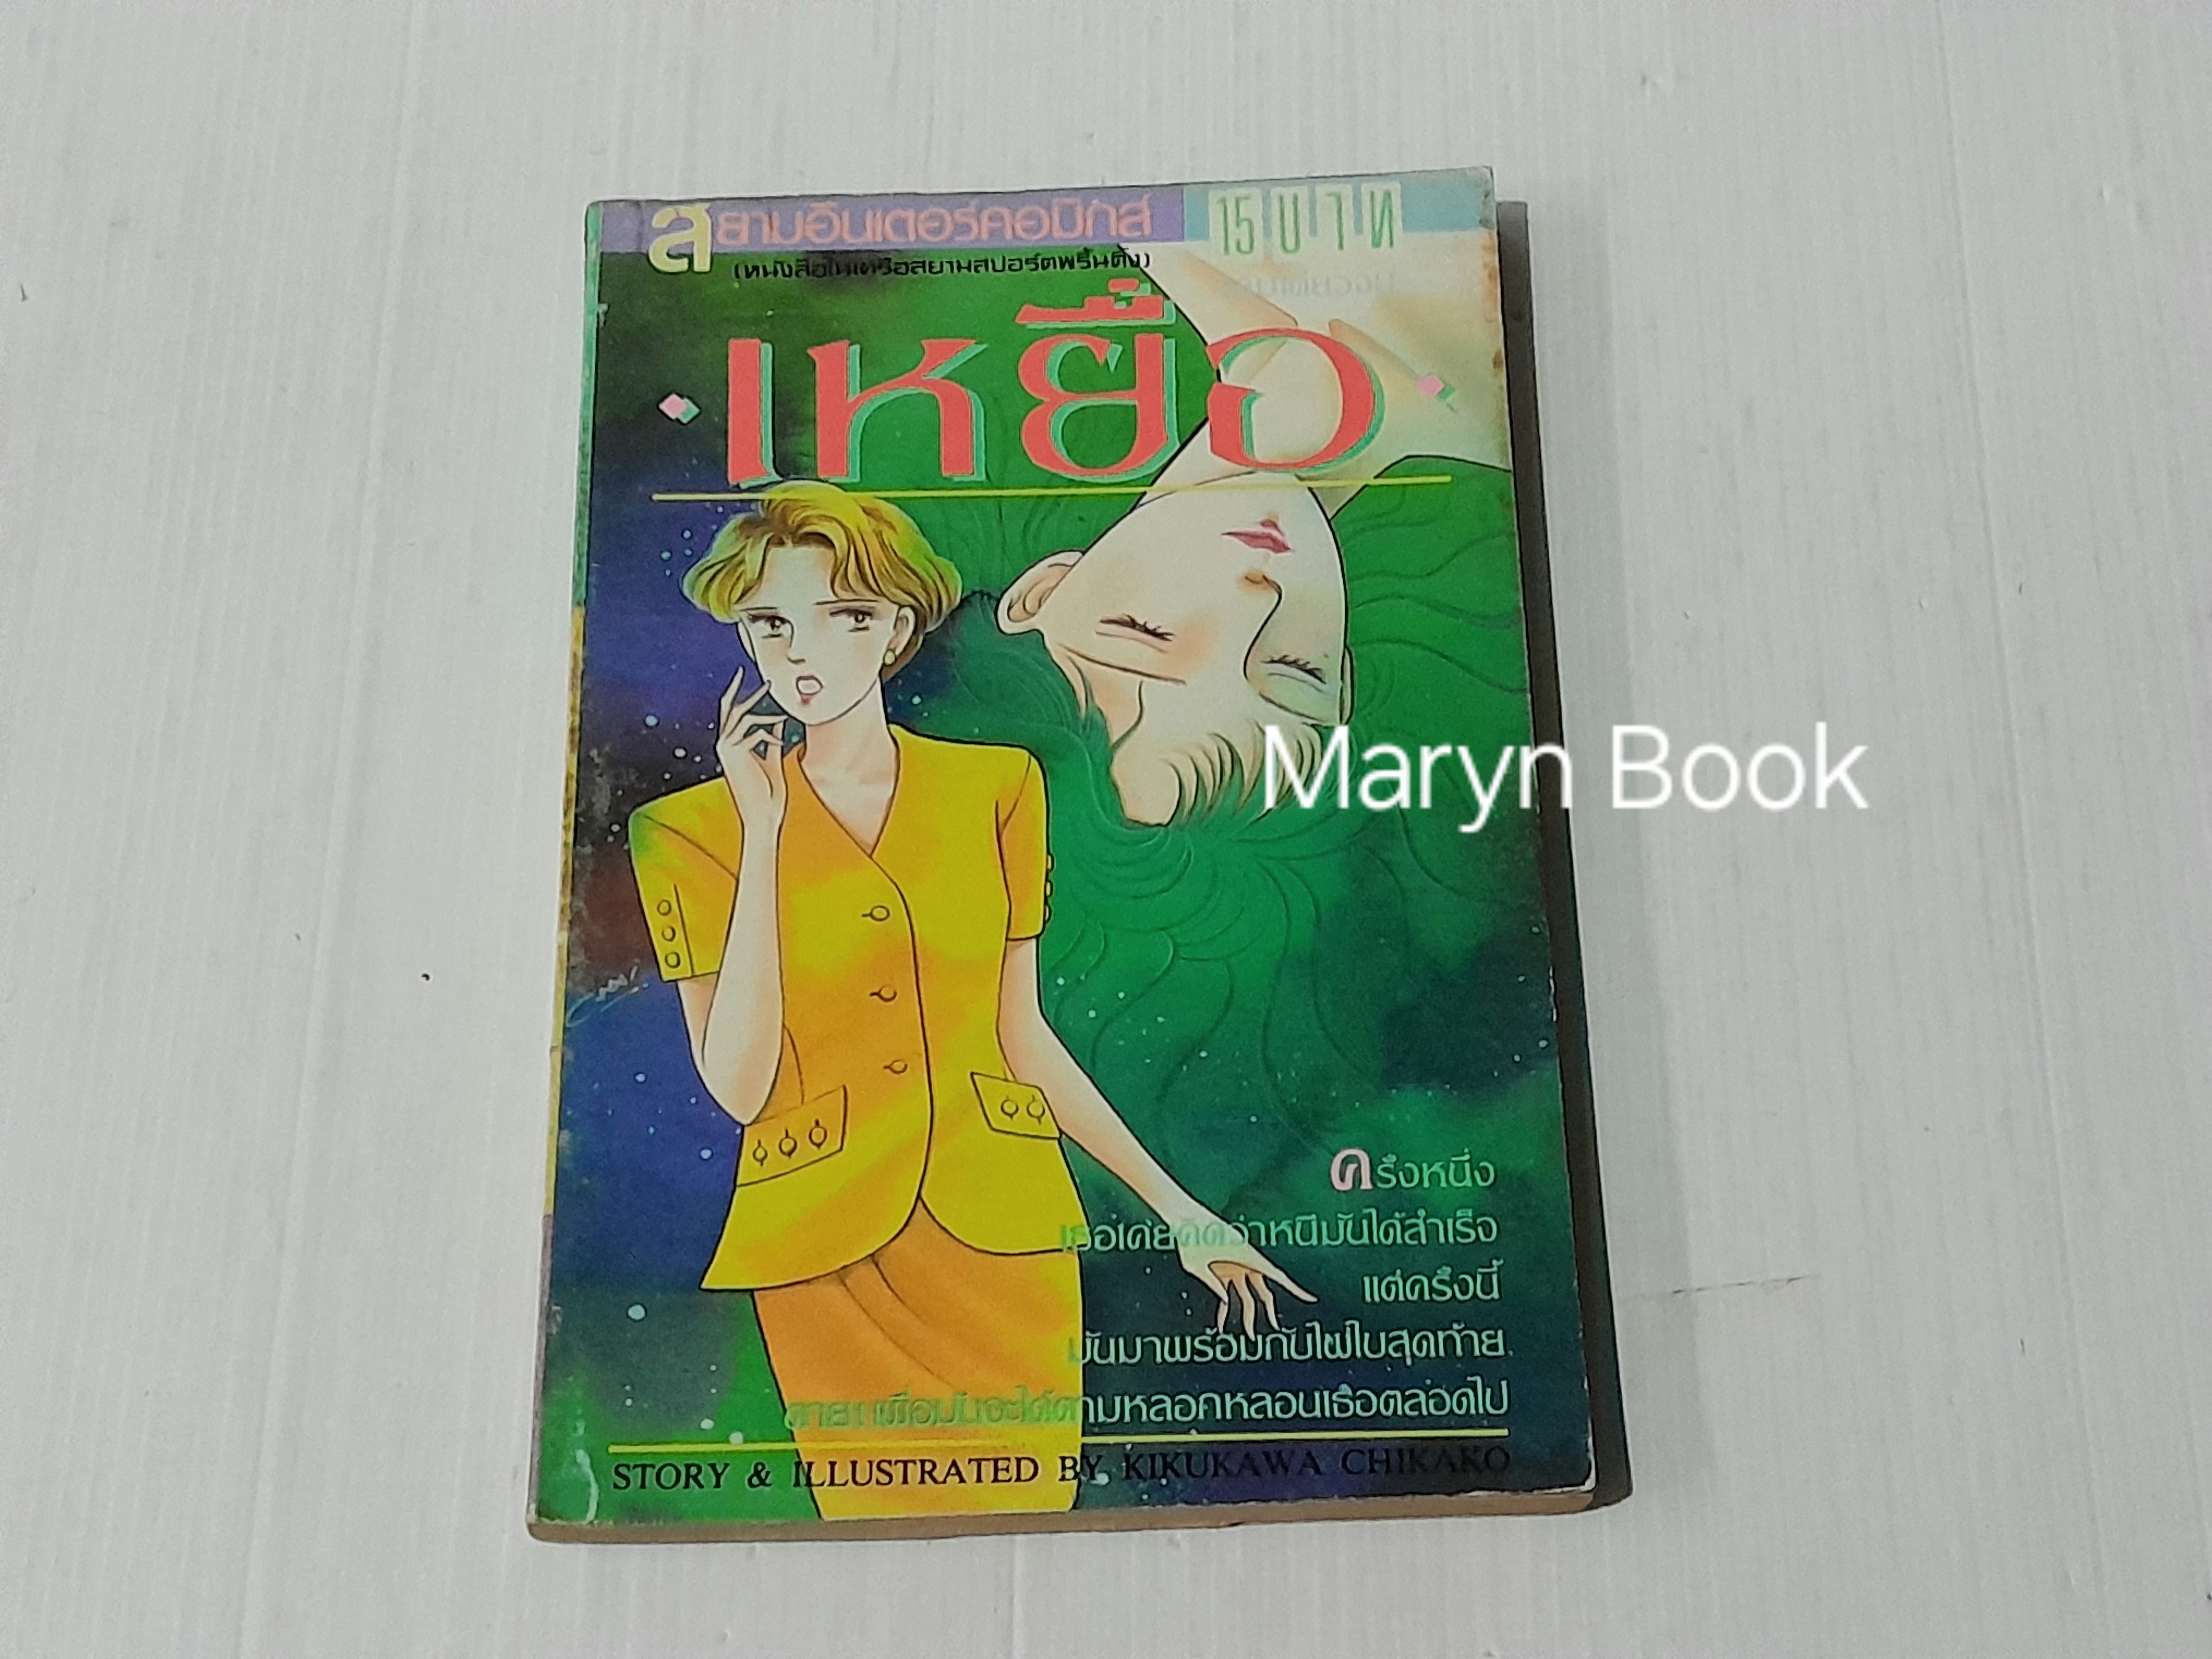 สยามอินเตอร์คอมิกส์
15 บาท
(หนังสือในเครือสยามสปอร์ตพริ้นติ้ง)
เหยื่อ
Maryn Book
ครั้งหนึ่ง
เธอเคยคิดว่าหนีมันได้สำเร็จ
แต่ครั้งนี้
มันมาพร้อมกับไพ่ใบสุดท้าย
ตาย! เพื่อมันจะได้ตามหลอกหลอนเธอตลอดไป
STORY & ILLUSTRATED BY KIKUKAWA CHIKAKO